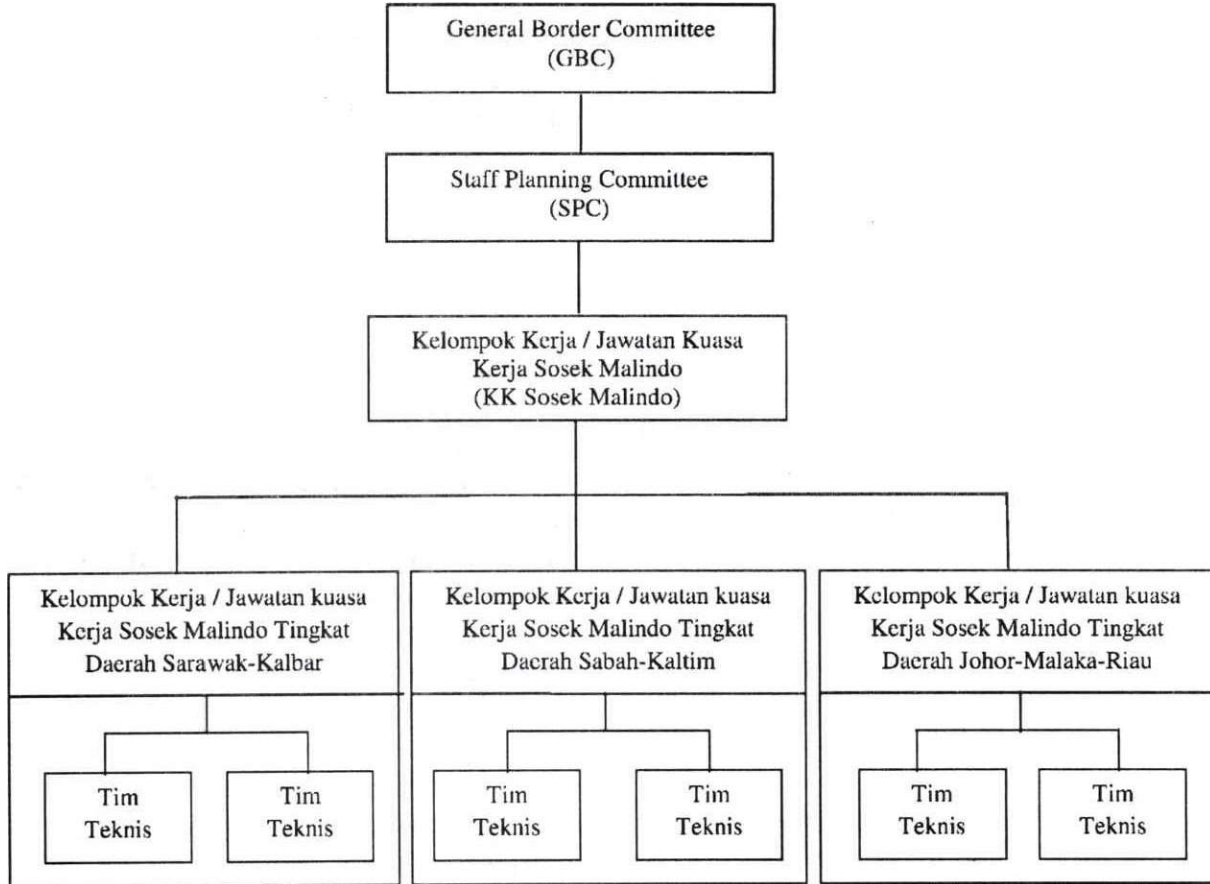 General Border Committee
(GBC)
Staff Planning Committee
(SPC)
Kelompok Kerja / Jawatan Kuasa
Kerja Sosek Malindo
(KK Sosek Malindo)
Kelompok Kerja / Jawatan kuasa
Kerja Sosek Malindo Tingkat
Daerah Sarawak-Kalbar
Kelompok Kerja / Jawatan kuasa
Kerja Sosek Malindo Tingkat
Daerah Sabah-Kaltim
Kelompok Kerja / Jawatan kuasa
Kerja Sosek Malindo Tingkat
Daerah Johor-Malaka-Riau
Tim
Teknis
Tim
Teknis
Tim
Teknis
Tim
Teknis
Tim
Teknis
Tim
Teknis